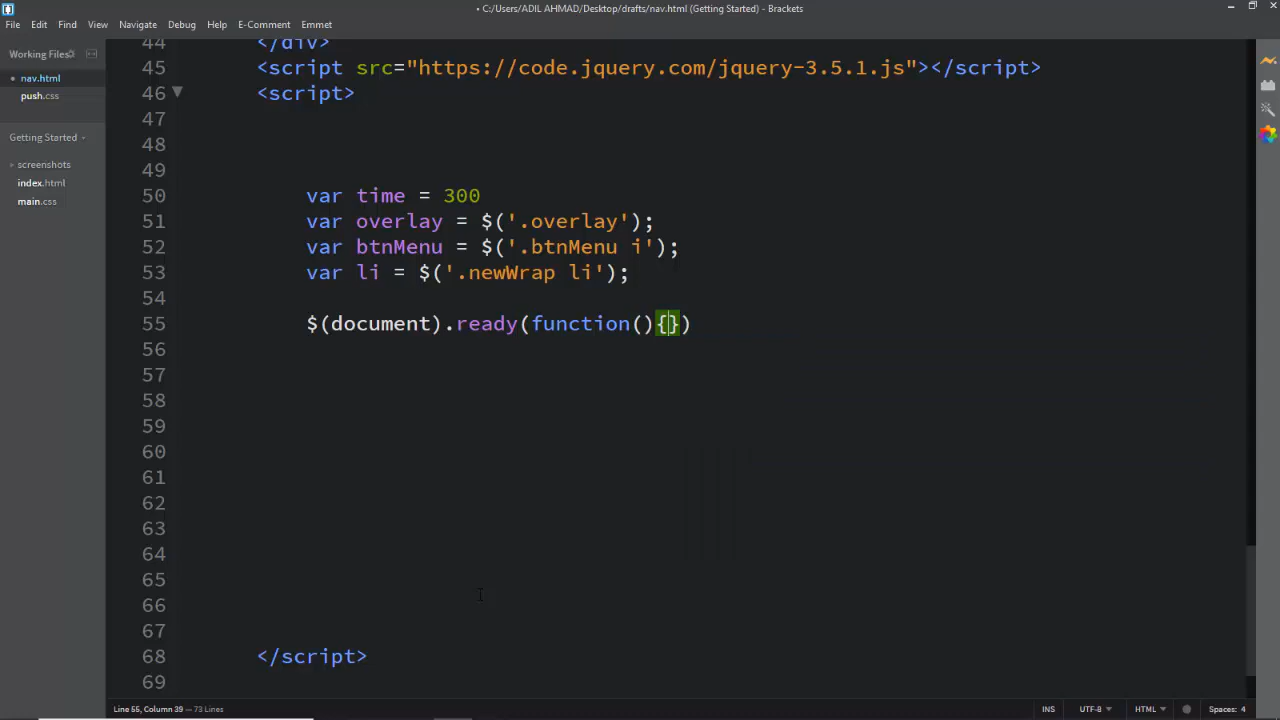 C:/Users/ADIL AHMAD/Desktop/drafts/nav.html (Getting Started) - Brackets
File Edit Find View Navigate Debug Help E-Comment Emmet
Working Files
nav.html
push.css
Getting Started
screenshots
index.html
main.css
44 </div>
45 <script src="https://code.jquery.com/jquery-3.5.1.js"></script>
46 <script>
47
48
49
50 var time = 300
51 var overlay = $('.overlay');
52 var btnMenu = $('.btnMenu i');
53 var li = $('.newWrap li');
54
55 $(document).ready(function(){})
56
57
58
59
60
61
62
63
64
65
66
67
68 </script>
69
Line 55, Column 39 — 73 Lines
INS UTF-8 HTML Spaces: 4